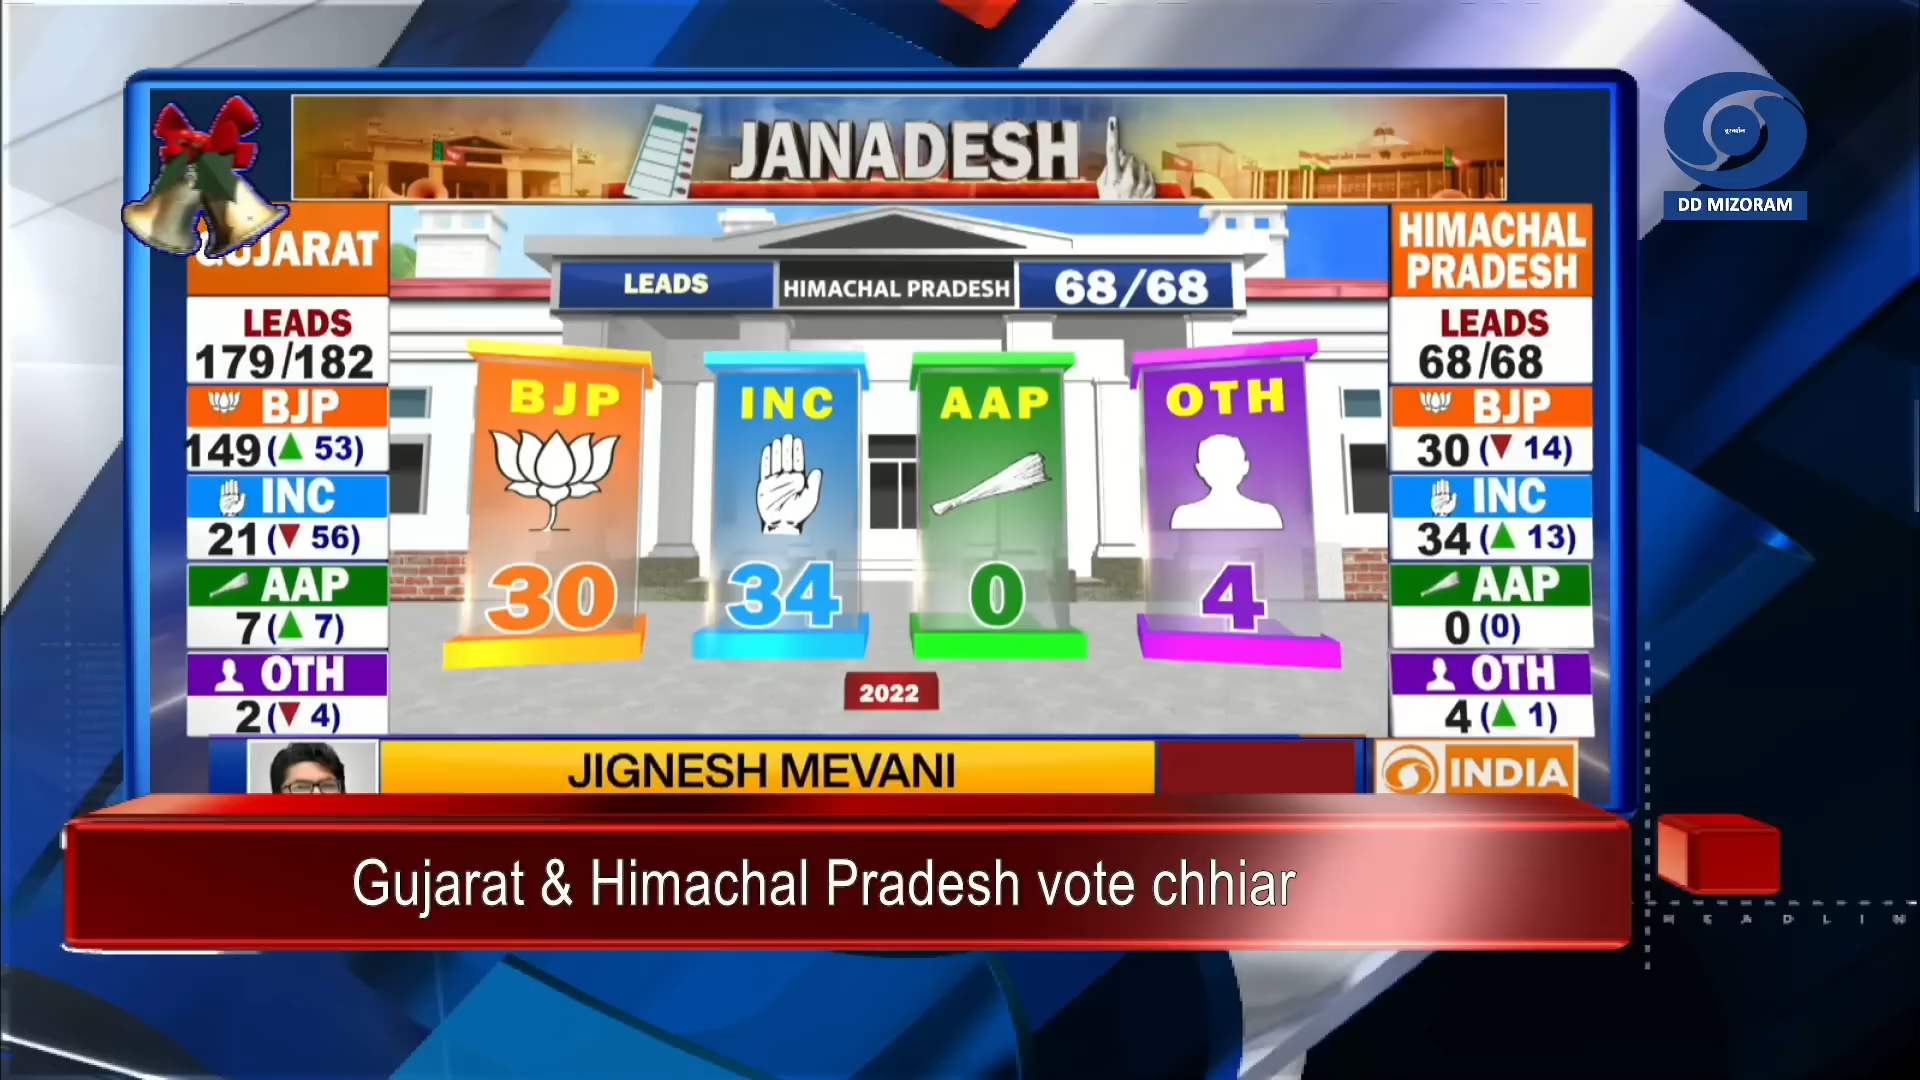 JANADESH
DD MIZORAM
GUJARAT
LEADS
179/182
BJP
149 (▲ 53)
INC
21 (▼ 56)
AAP
7 (▲ 7)
OTH
2 (▼ 4)
LEADS HIMACHAL PRADESH 68/68
BJP INC AAP OTH
30 34 0 4
2022
HIMACHAL
PRADESH
LEADS
68/68
BJP
30 (▼ 14)
INC
34 (▲ 13)
AAP
0 (0)
OTH
4 (▲ 1)
JIGNESH MEVANI
INDIA
Gujarat & Himachal Pradesh vote chhiar
HEADLIN